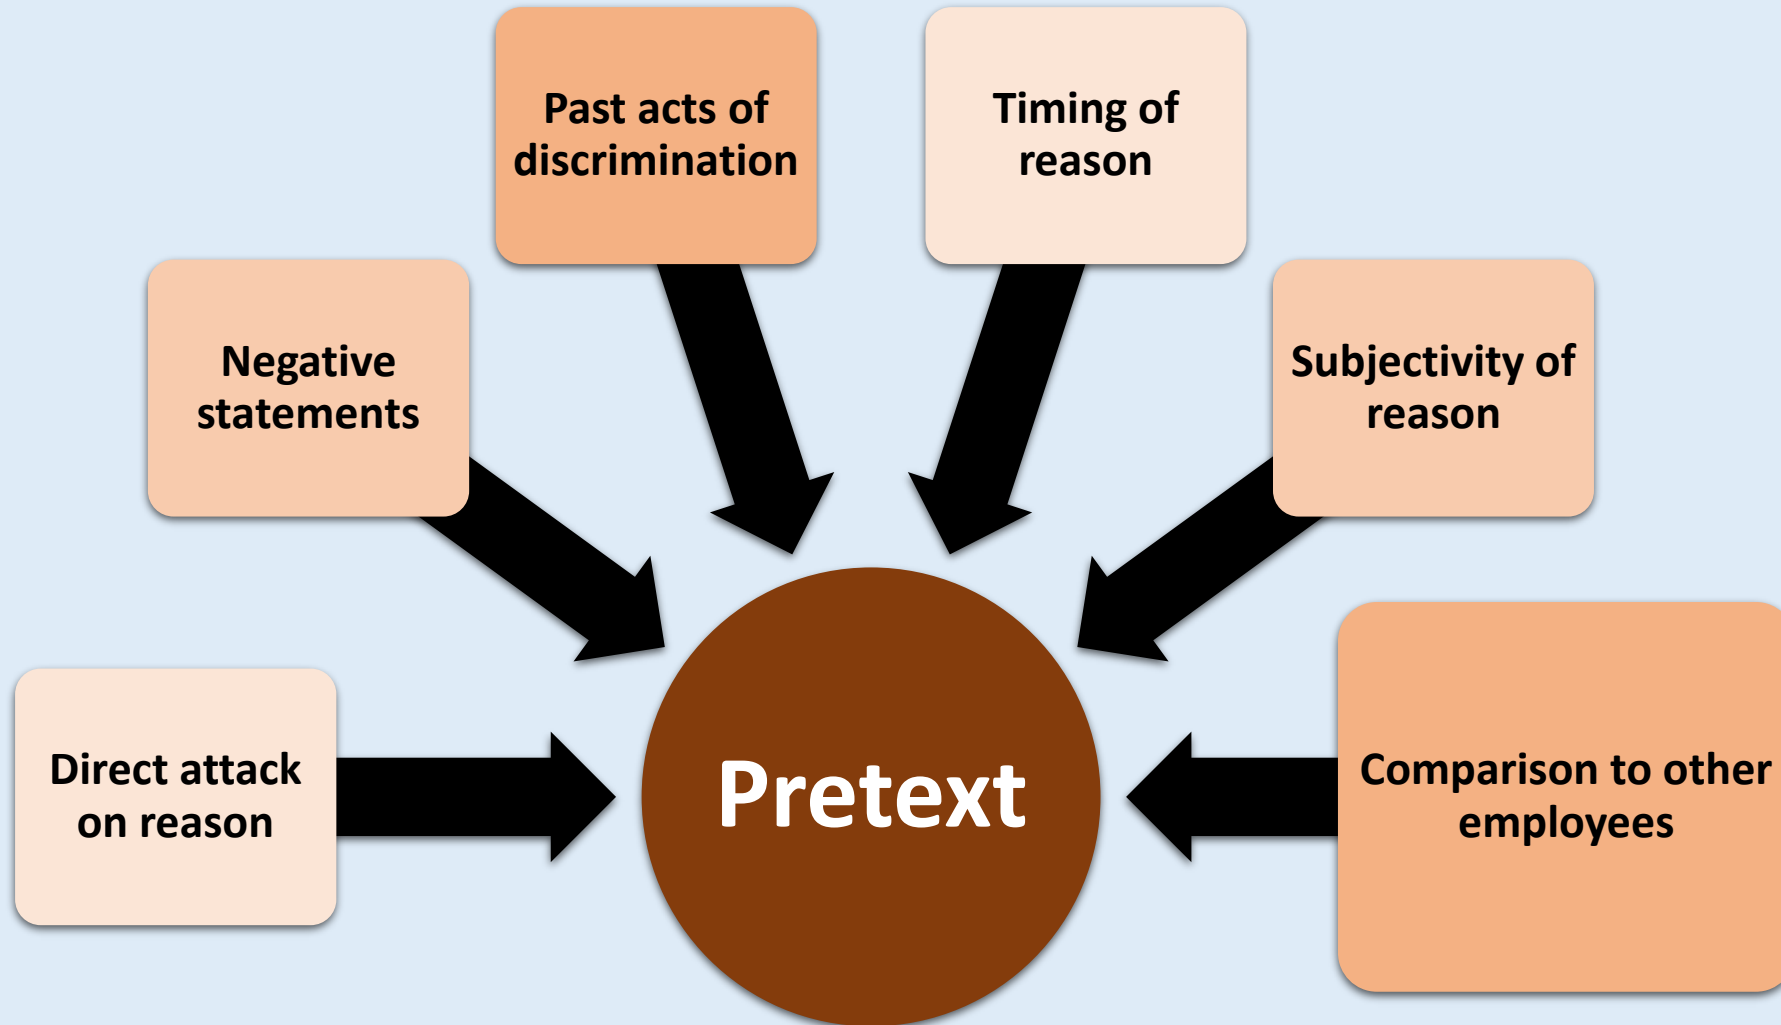 Past acts of
discrimination
Timing of
reason
Negative
statements
Subjectivity of
reason
Direct attack
on reason
Pretext
Comparison to other
employees